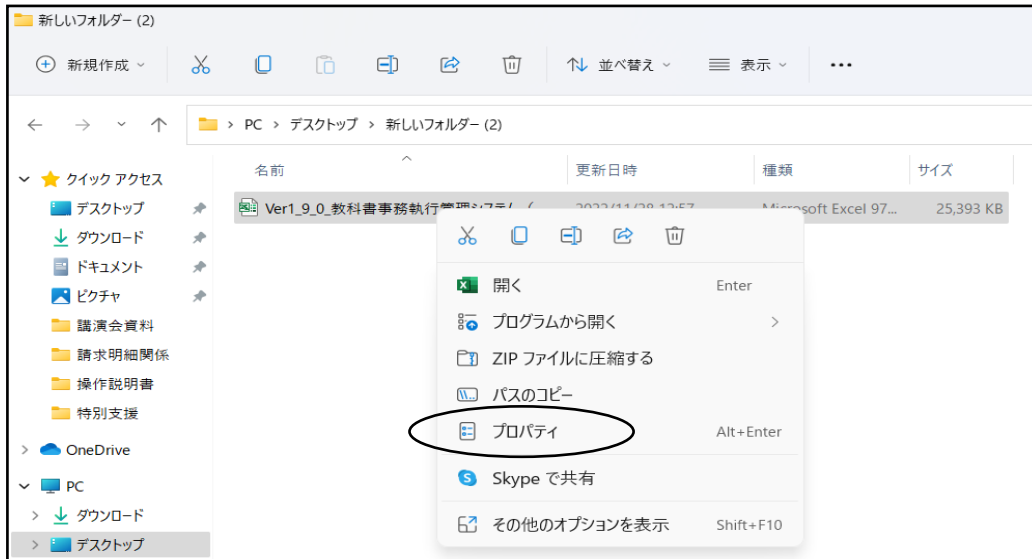 新しいフォルダー (2)
新規作成 並べ替え 表示 •••
PC > デスクトップ > 新しいフォルダー (2)
名前 更新日時 種類 サイズ
クイック アクセス
デスクトップ
ダウンロード
ドキュメント
ピクチャ
講演会資料
請求明細関係
操作説明書
特別支援
OneDrive
PC
ダウンロード
デスクトップ
Ver1_9_0_教科書事務執行管理システム( Microsoft Excel 97... 25,393 KB
開く Enter
プログラムから開く
ZIP ファイルに圧縮する
パスのコピー
プロパティ Alt+Enter
Skype で共有
その他のオプションを表示 Shift+F10